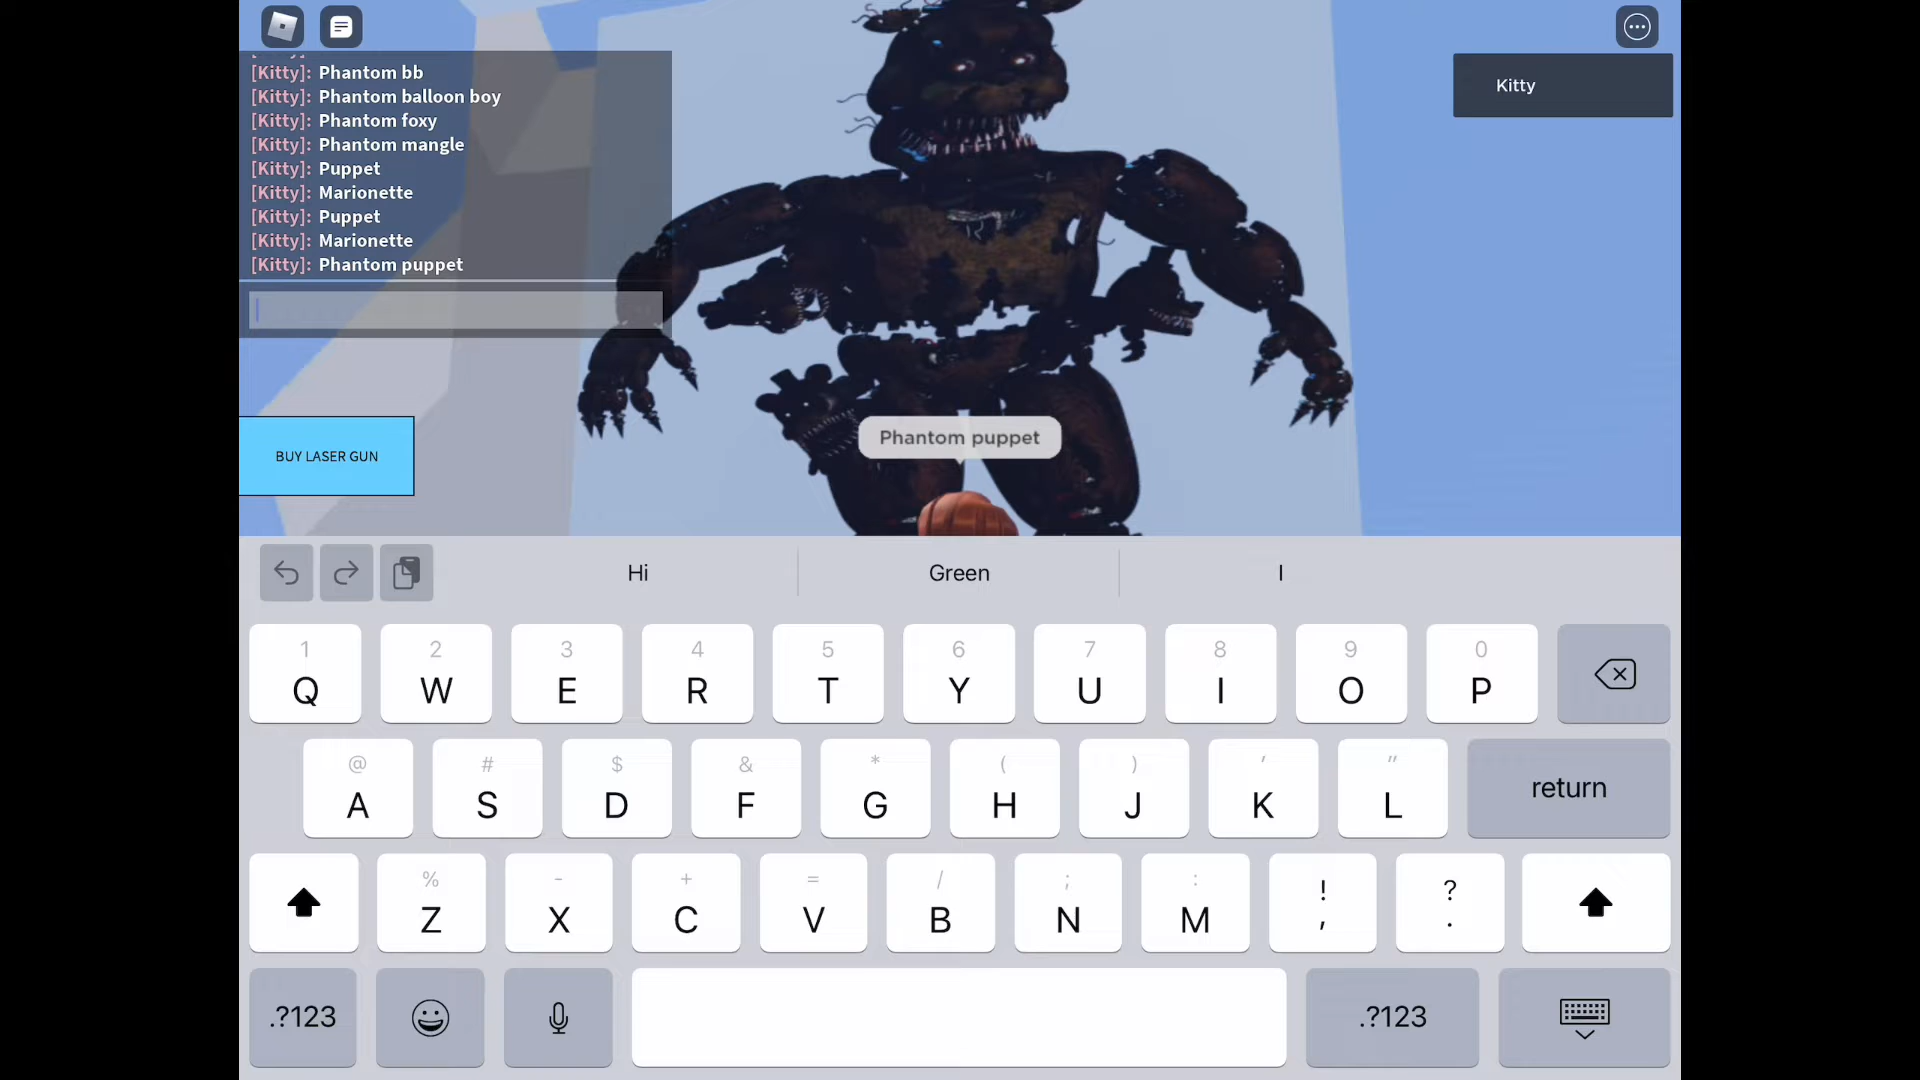 [Kitty]: Phantom bb
[Kitty]: Phantom balloon boy
[Kitty]: Phantom foxy
[Kitty]: Phantom mangle
[Kitty]: Puppet
[Kitty]: Marionette
[Kitty]: Puppet
[Kitty]: Marionette
[Kitty]: Phantom puppet
Kitty
Phantom puppet
BUY LASER GUN
Hi Green I
1 2 3 4 5 6 7 8 9 0
Q W E R T Y U I O P
@ # $ & * ( ) ' "
A S D F G H J K L return
% - + = / ; : ! ?
Z X C V B N M , .
.?123 .?123